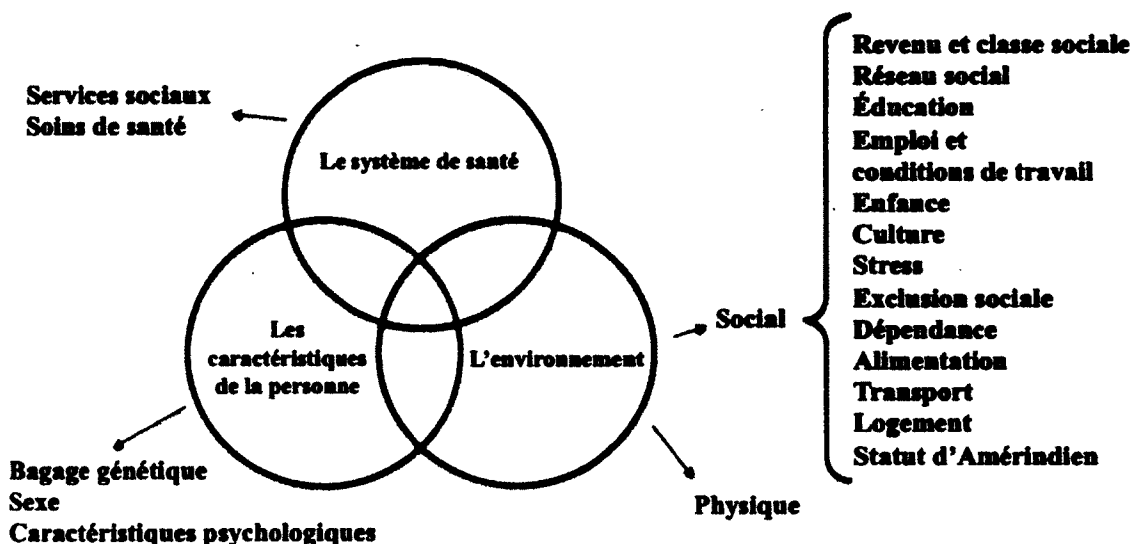 Services sociaux
Soins de santé
Le système de santé
Les
caractéristiques
de la personne
L'environnement
Bagage génétique
Sexe
Caractéristiques psychologiques
Physique
Social
Revenu et classe sociale
Réseau social
Éducation
Emploi et
conditions de travail
Enfance
Culture
Stress
Exclusion sociale
Dépendance
Alimentation
Transport
Logement
Statut d'Amérindien